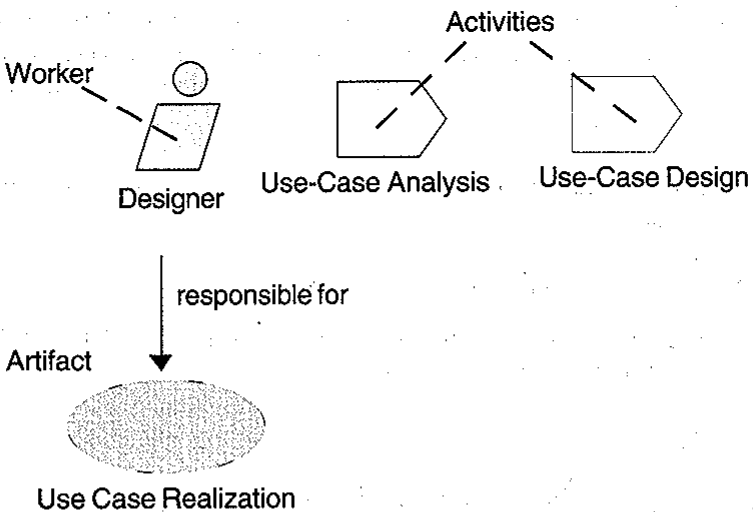 Activities
Worker
Designer
Use-Case Analysis
Use-Case Design
responsible for
Artifact
Use Case Realization